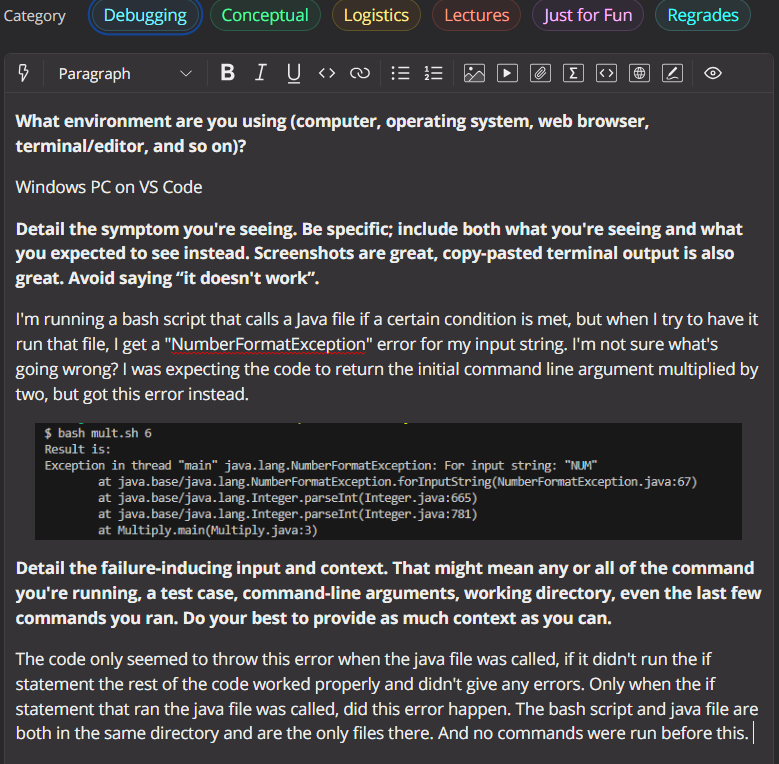 Category Debugging Conceptual Logistics Lectures Just for Fun Regrades
Paragraph B I U
What environment are you using (computer, operating system, web browser,
terminal/editor, and so on)?
Windows PC on VS Code
Detail the symptom you're seeing. Be specific; include both what you're seeing and what
you expected to see instead. Screenshots are great, copy-pasted terminal output is also
great. Avoid saying “it doesn't work”.
I'm running a bash script that calls a Java file if a certain condition is met, but when I try to have it
run that file, I get a "NumberFormatException" error for my input string. I'm not sure what's
going wrong? I was expecting the code to return the initial command line argument multiplied by
two, but got this error instead.
$ bash mult.sh 6
Result is:
Exception in thread "main" java.lang.NumberFormatException: For input string: "NUM"
at java.base/java.lang.NumberFormatException.forInputString(NumberFormatException.java:67)
at java.base/java.lang.Integer.parseInt(Integer.java:665)
at java.base/java.lang.Integer.parseInt(Integer.java:781)
at Multiply.main(Multiply.java:3)
Detail the failure-inducing input and context. That might mean any or all of the command
you're running, a test case, command-line arguments, working directory, even the last few
commands you ran. Do your best to provide as much context as you can.
The code only seemed to throw this error when the java file was called, if it didn't run the if
statement the rest of the code worked properly and didn't give any errors. Only when the if
statement that ran the java file was called, did this error happen. The bash script and java file are
both in the same directory and are the only files there. And no commands were run before this.